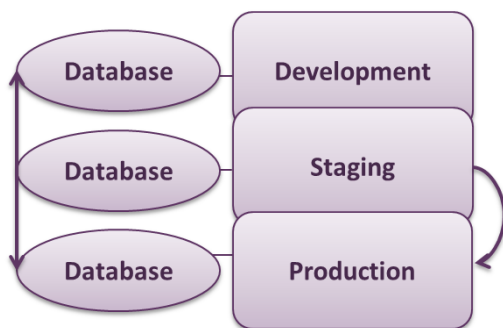 Database Development
Database Staging
Database Production